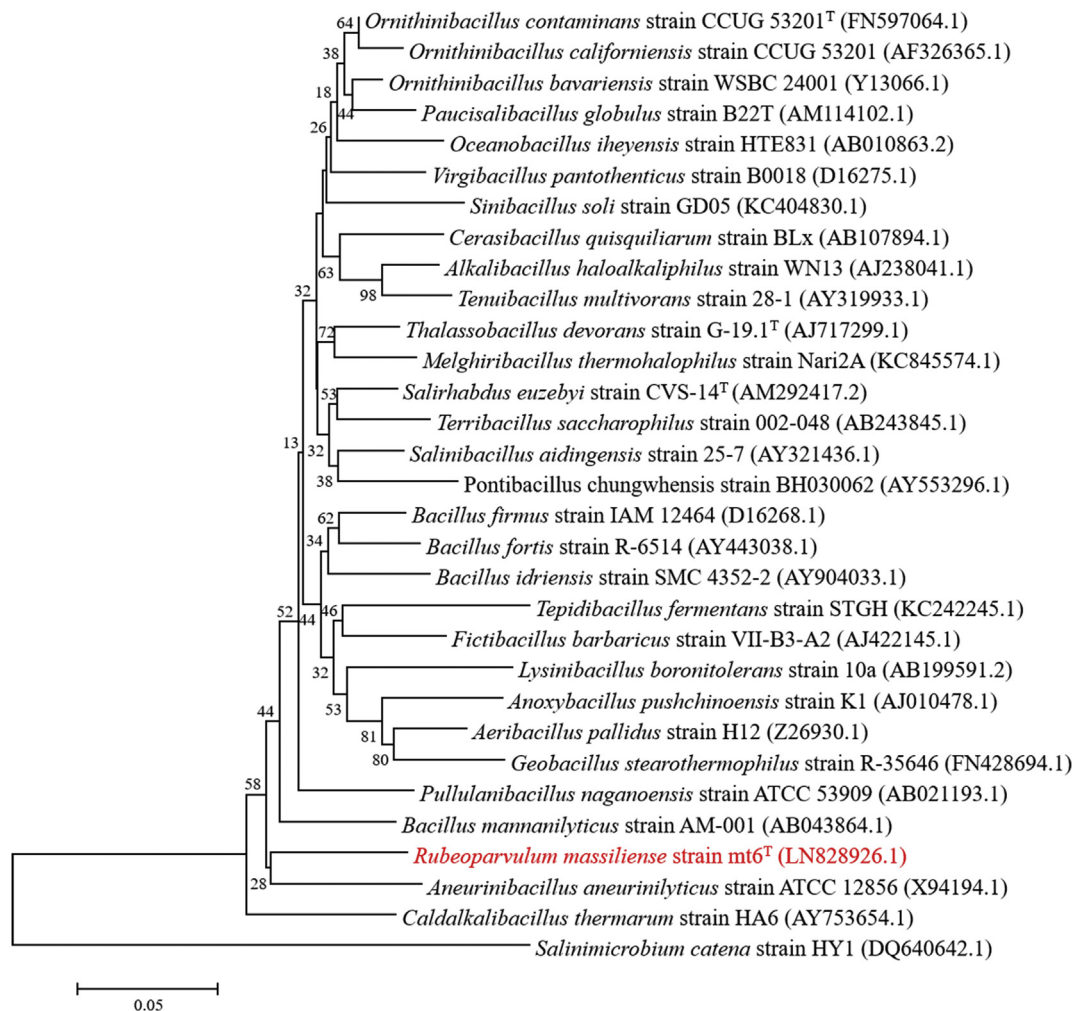 64
Ornithinibacillus contaminans strain CCUG 53201ᵀ (FN597064.1)
38
Ornithinibacillus californiensis strain CCUG 53201 (AF326365.1)
Ornithinibacillus bavariensis strain WSBC 24001 (Y13066.1)
18
44
Paucisalibacillus globulus strain B22T (AM114102.1)
26
Oceanobacillus iheyensis strain HTE831 (AB010863.2)
Virgibacillus pantothenticus strain B0018 (D16275.1)
Sinibacillus soli strain GD05 (KC404830.1)
Cerasibacillus quisquiliarum strain BLx (AB107894.1)
63
Alkalibacillus haloalkaliphilus strain WN13 (AJ238041.1)
32
98
Tenuibacillus multivorans strain 28-1 (AY319933.1)
72
Thalassobacillus devorans strain G-19.1ᵀ (AJ717299.1)
Melghiribacillus thermohalophilus strain Nari2A (KC845574.1)
53
Salirhabdus euzebyi strain CVS-14ᵀ (AM292417.2)
Terribacillus saccharophilus strain 002-048 (AB243845.1)
13
32
Salinibacillus aidingensis strain 25-7 (AY321436.1)
38
Pontibacillus chungwhensis strain BH030062 (AY553296.1)
62
Bacillus firmus strain IAM 12464 (D16268.1)
34
Bacillus fortis strain R-6514 (AY443038.1)
Bacillus idriensis strain SMC 4352-2 (AY904033.1)
52
44
46
Tepidibacillus fermentans strain STGH (KC242245.1)
Fictibacillus barbaricus strain VII-B3-A2 (AJ422145.1)
32
Lysinibacillus boronitolerans strain 10a (AB199591.2)
44
53
Anoxybacillus pushchinoensis strain K1 (AJ010478.1)
81
Aeribacillus pallidus strain H12 (Z26930.1)
80
Geobacillus stearothermophilus strain R-35646 (FN428694.1)
58
Pullulanibacillus naganoensis strain ATCC 53909 (AB021193.1)
Bacillus mannanilyticus strain AM-001 (AB043864.1)
Rubeoparvulum massiliense strain mt6ᵀ (LN828926.1)
28
Aneurinibacillus aneurinilyticus strain ATCC 12856 (X94194.1)
Caldalkalibacillus thermarum strain HA6 (AY753654.1)
Salinimicrobium catena strain HY1 (DQ640642.1)
0.05